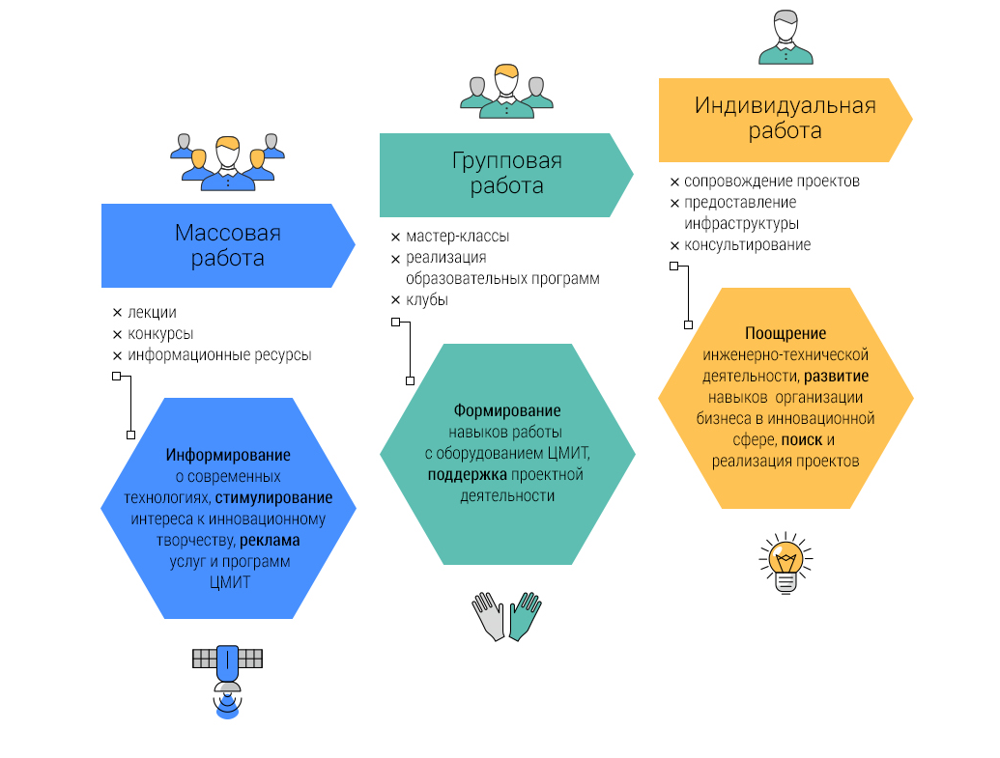 Массовая
работа
× лекции
× конкурсы
× информационные ресурсы
Информирование
о современных
технологиях, стимулирование
интереса к инновационному
творчеству, реклама
услуг и программ
ЦМИТ
Групповая
работа
× мастер-классы
× реализация
образовательных программ
× клубы
Формирование
навыков работы
с оборудованием ЦМИТ,
поддержка проектной
деятельности
Индивидуальная
работа
× сопровождение проектов
× предоставление
инфраструктуры
× консультирование
Поощрение
инженерно-технической
деятельности, развитие
навыков организации
бизнеса в инновационной
сфере, поиск и
реализация проектов